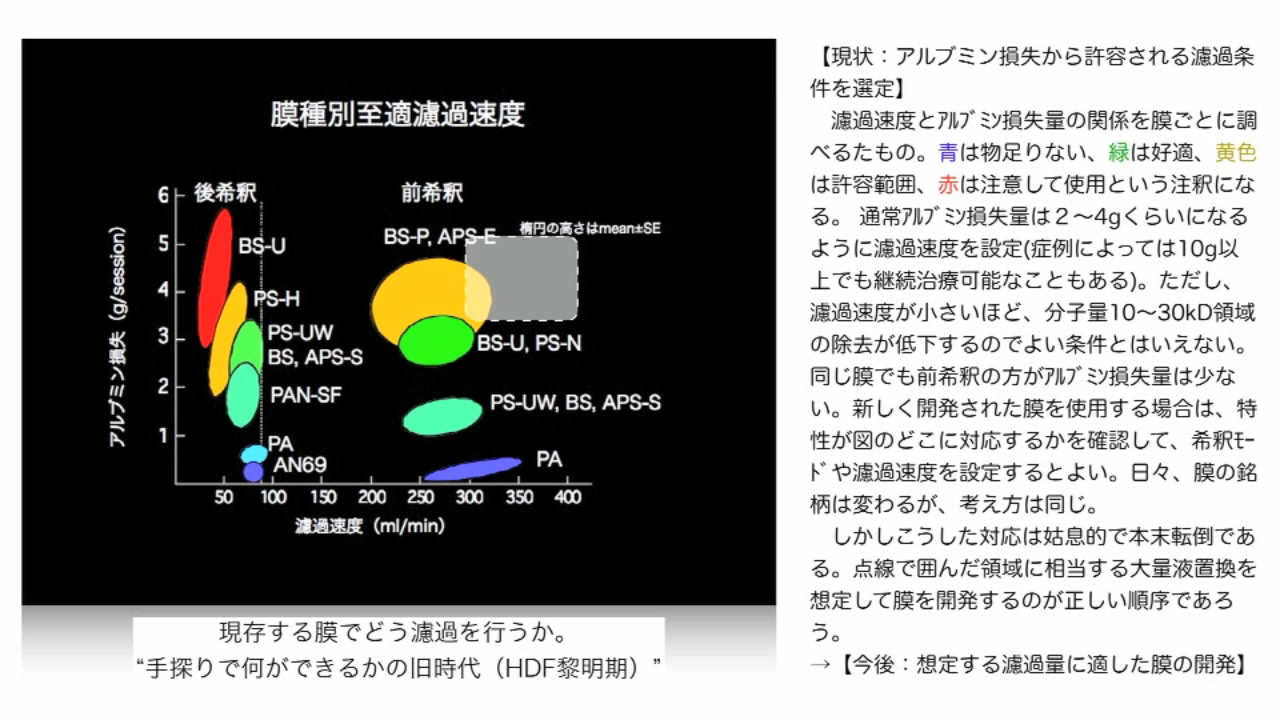 膜種別至適濾過速度
後希釈
前希釈
楕円の高さはmean±SE
BS-P, APS-E
BS-U
PS-H
PS-UW
BS, APS-S
PAN-SF
PA
AN69
BS-U, PS-N
PS-UW, BS, APS-S
PA
アルブミン損失（g/session）
6
5
4
3
2
1
50 100 150 200 250 300 350 400
濾過速度（ml/min）
現存する膜でどう濾過を行うか。
“手探りで何ができるかの旧時代（HDF黎明期）”
【現状：アルブミン損失から許容される濾過条
件を選定】
　濾過速度とｱﾙﾌﾞﾐﾝ損失量の関係を膜ごとに調
べるたもの。青は物足りない、緑は好適、黄色
は許容範囲、赤は注意して使用という注釈にな
る。 通常ｱﾙﾌﾞﾐﾝ損失量は２〜4gくらいになる
ように濾過速度を設定(症例によっては10g以
上でも継続治療可能なこともある)。ただし、
濾過速度が小さいほど、分子量10〜30kD領域
の除去が低下するのでよい条件とはいえない。
同じ膜でも前希釈の方がｱﾙﾌﾞﾐﾝ損失量は少な
い。新しく開発された膜を使用する場合は、特
性が図のどこに対応するかを確認して、希釈ﾓｰ
ﾄﾞや濾過速度を設定するとよい。日々、膜の銘
柄は変わるが、考え方は同じ。
　しかしこうした対応は姑息的で本末転倒であ
る。点線で囲んだ領域に相当する大量液置換を
想定して膜を開発するのが正しい順序であろ
う。
→【今後：想定する濾過量に適した膜の開発】